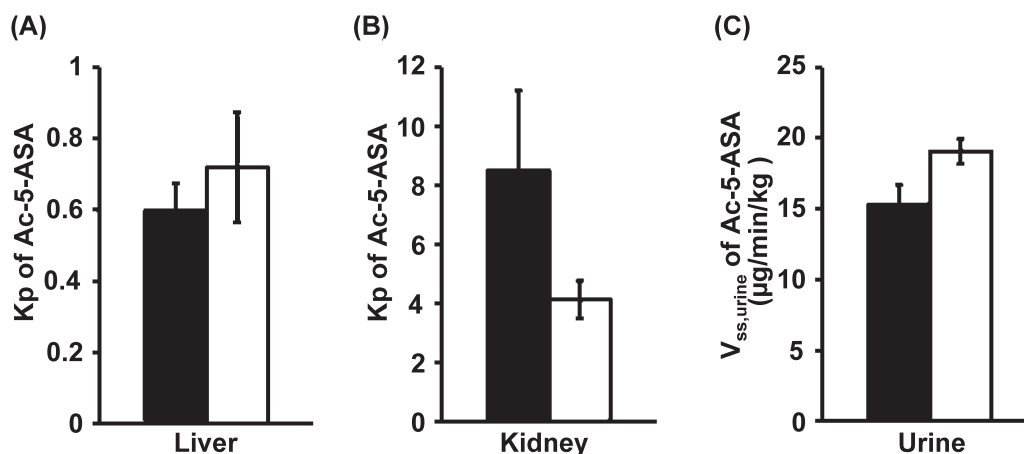 (A)
Kp of Ac-5-ASA
1
0.8
0.6
0.4
0.2
0
Liver
(B)
Kp of Ac-5-ASA
12
10
8
6
4
2
0
Kidney
(C)
Vss,urine of Ac-5-ASA
(µg/min/kg )
25
20
15
10
5
0
Urine